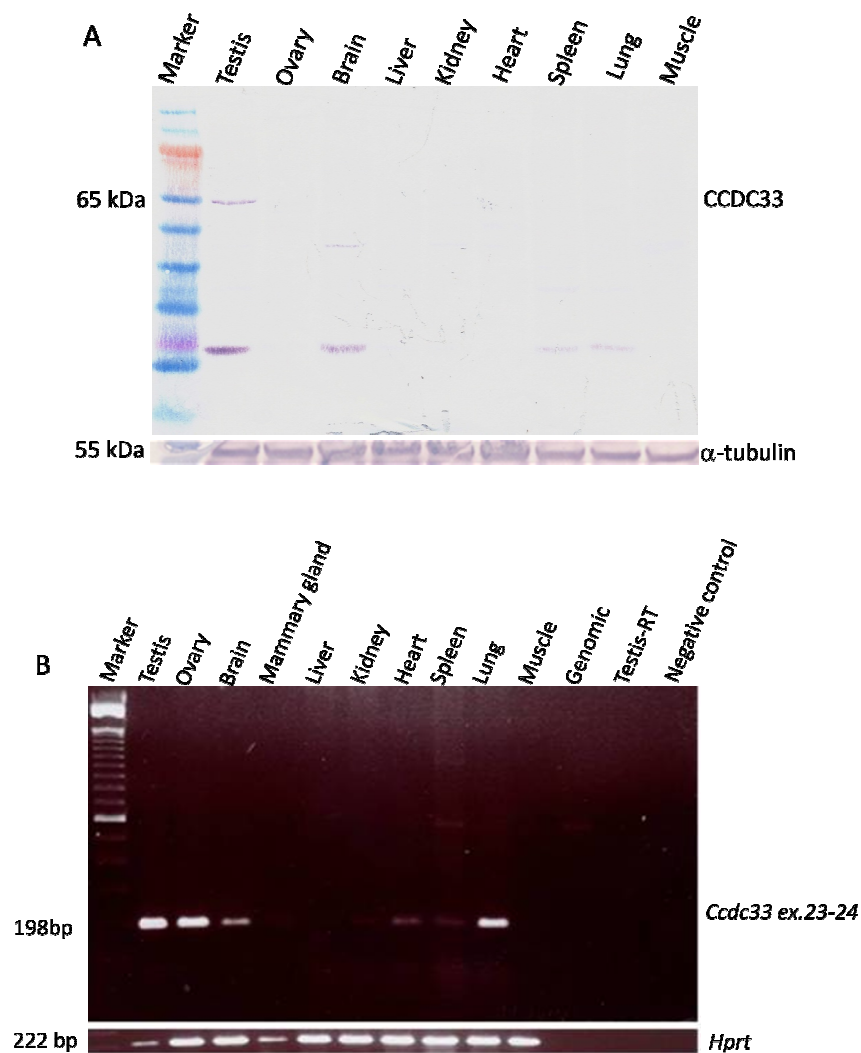 A
Marker Testis Ovary Brain Liver Kidney Heart Spleen Lung Muscle
65 kDa CCDC33
55 kDa α-tubulin
B
Marker Testis Ovary Brain Mammary gland Liver Kidney Heart Spleen Lung Muscle Genomic Testis-RT Negative control
198bp Ccdc33 ex.23-24
222 bp Hprt